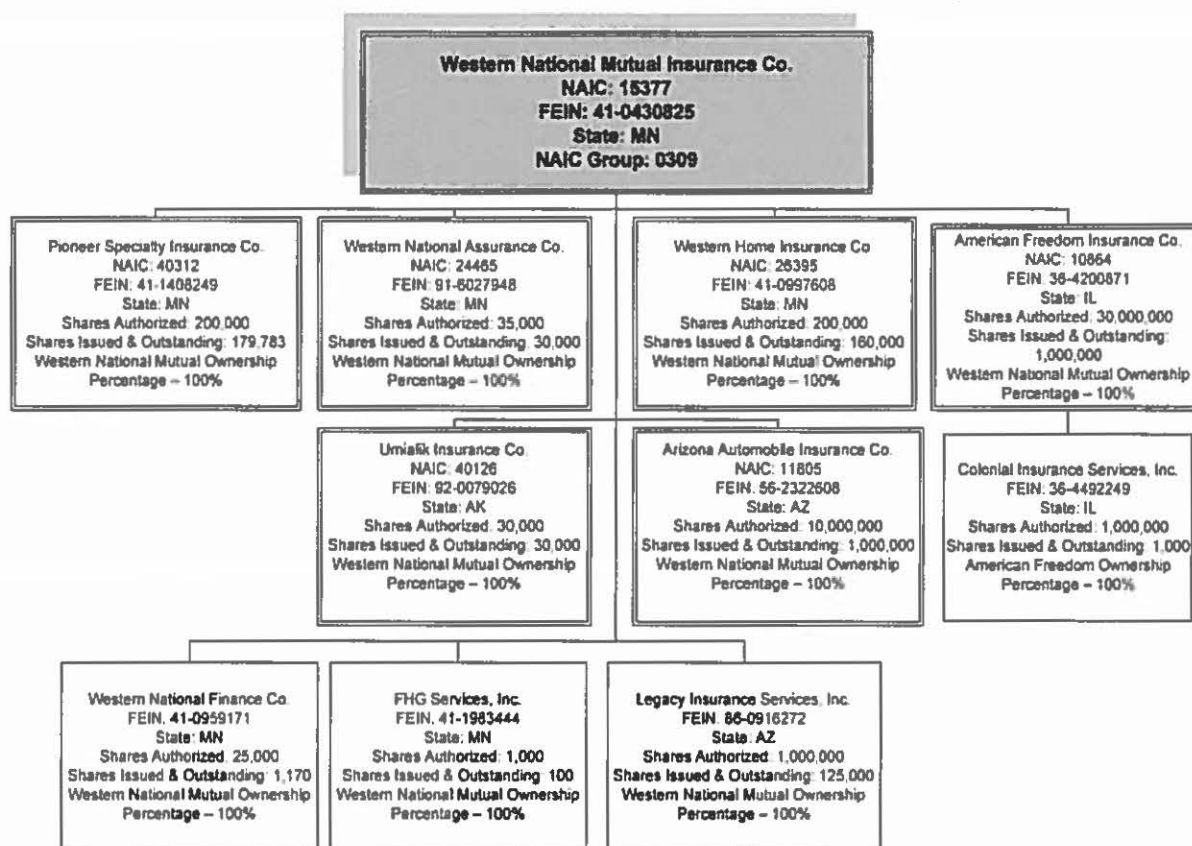 Western National Mutual Insurance Co.
NAIC: 15377
FEIN: 41-0430825
State: MN
NAIC Group: 0309
Pioneer Specialty Insurance Co.
NAIC: 40312
FEIN: 41-1408249
State: MN
Shares Authorized: 200,000
Shares Issued & Outstanding: 179,783
Western National Mutual Ownership
Percentage – 100%
Western National Assurance Co.
NAIC: 24465
FEIN: 91-6027948
State: MN
Shares Authorized: 35,000
Shares Issued & Outstanding: 30,000
Western National Mutual Ownership
Percentage – 100%
Western Home Insurance Co
NAIC: 26395
FEIN: 41-0997608
State: MN
Shares Authorized: 200,000
Shares Issued & Outstanding: 160,000
Western National Mutual Ownership
Percentage – 100%
American Freedom Insurance Co.
NAIC: 10864
FEIN: 36-4200871
State: IL
Shares Authorized: 30,000,000
Shares Issued & Outstanding:
1,000,000
Western National Mutual Ownership
Percentage – 100%
Umialik Insurance Co.
NAIC: 40126
FEIN: 92-0079026
State: AK
Shares Authorized: 30,000
Shares Issued & Outstanding: 30,000
Western National Mutual Ownership
Percentage – 100%
Arizona Automobile Insurance Co.
NAIC: 11805
FEIN: 56-2322608
State: AZ
Shares Authorized: 10,000,000
Shares Issued & Outstanding: 1,000,000
Western National Mutual Ownership
Percentage – 100%
Colonial Insurance Services, Inc.
FEIN: 36-4492249
State: IL
Shares Authorized: 1,000,000
Shares Issued & Outstanding: 1,000
American Freedom Ownership
Percentage – 100%
Western National Finance Co.
FEIN: 41-0959171
State: MN
Shares Authorized: 25,000
Shares Issued & Outstanding: 1,170
Western National Mutual Ownership
Percentage – 100%
FHG Services, Inc.
FEIN: 41-1983444
State: MN
Shares Authorized: 1,000
Shares Issued & Outstanding: 100
Western National Mutual Ownership
Percentage – 100%
Legacy Insurance Services, Inc.
FEIN: 86-0916272
State: AZ
Shares Authorized: 1,000,000
Shares Issued & Outstanding: 125,000
Western National Mutual Ownership
Percentage – 100%